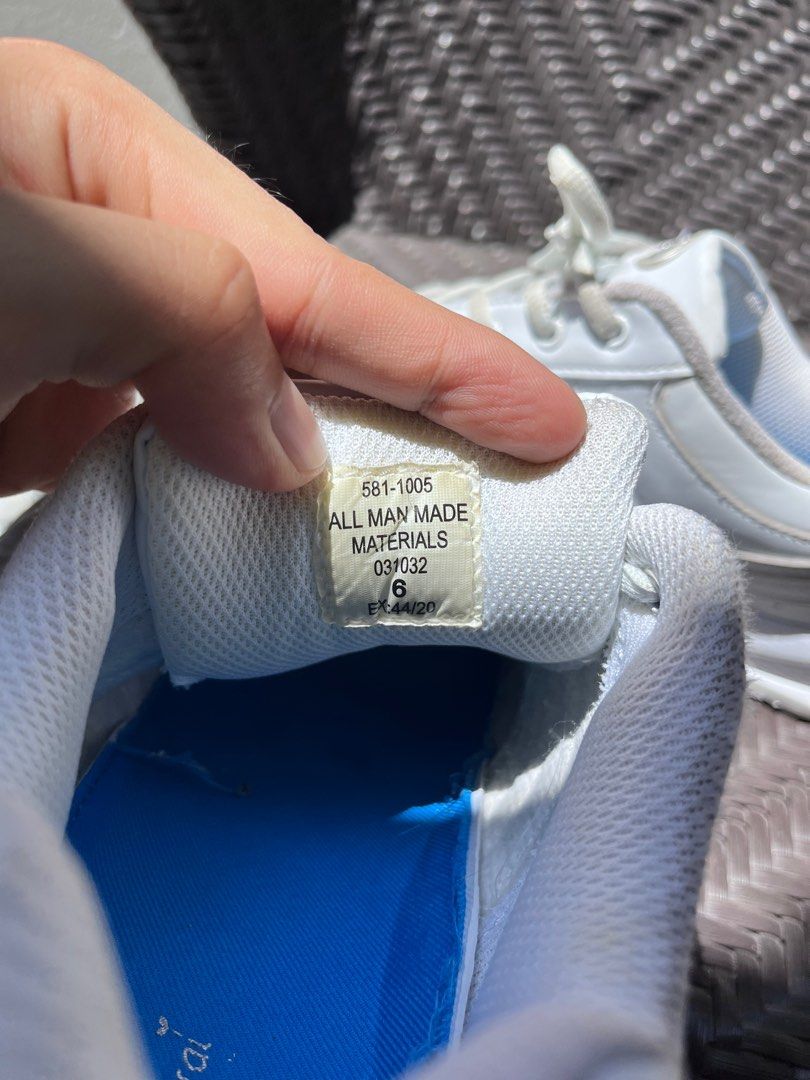 581-1005
ALL MAN MADE
MATERIALS
031032
6
EX:44/20